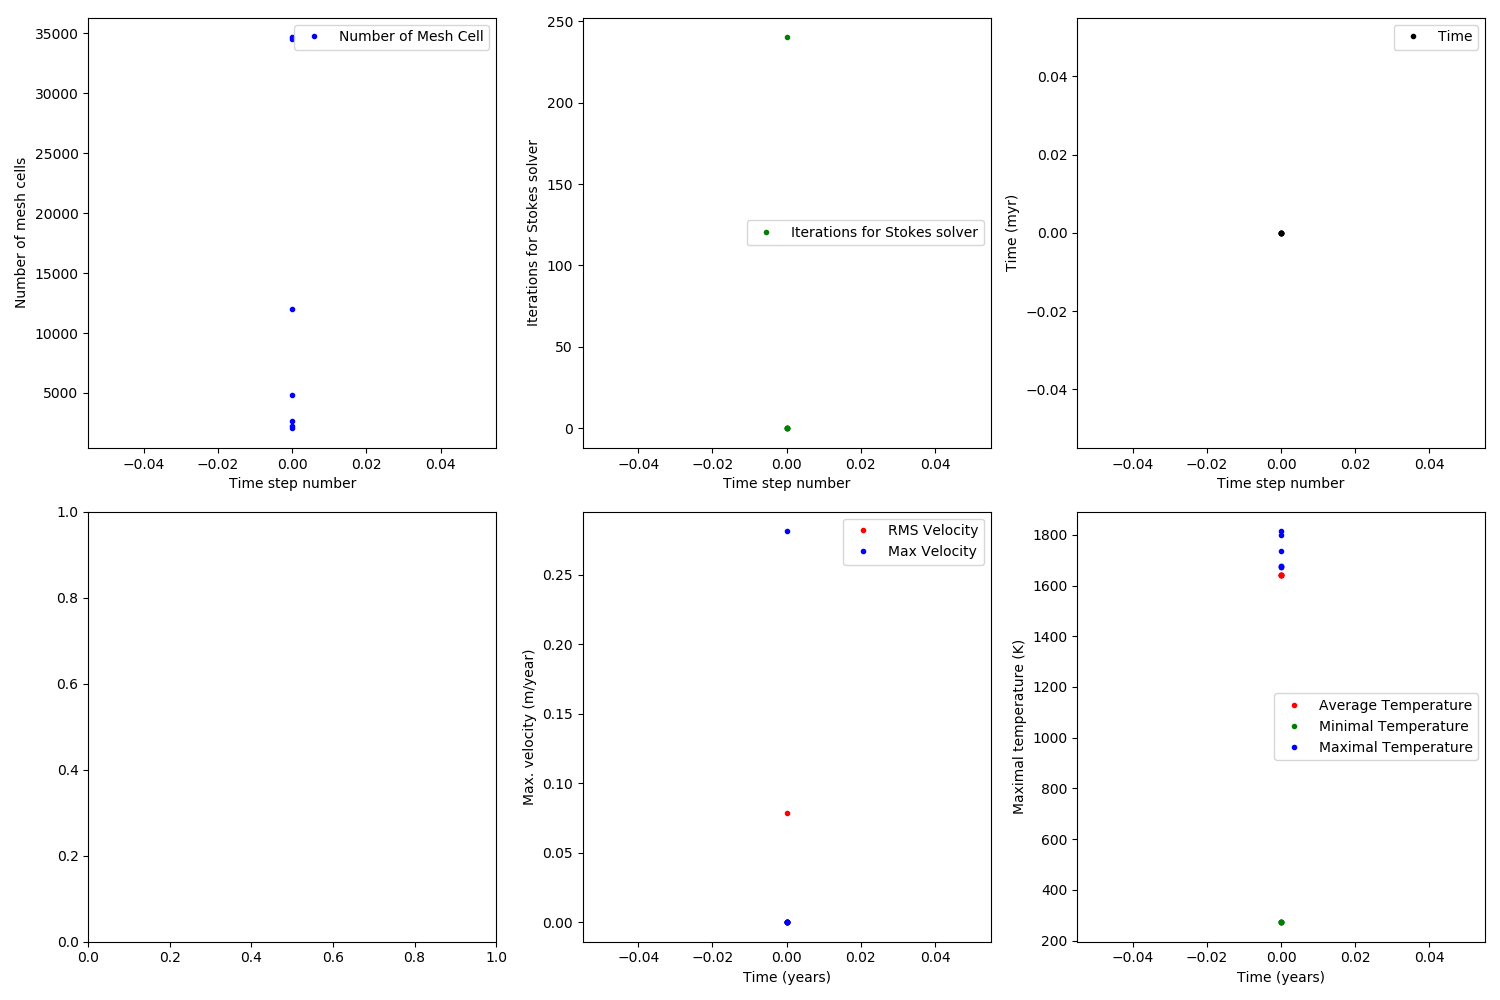 35000
30000
25000
20000
15000
10000
5000
Number of mesh cells
Number of Mesh Cell
−0.04 −0.02 0.00 0.02 0.04
Time step number
250
200
150
100
50
0
Iterations for Stokes solver
Iterations for Stokes solver
−0.04 −0.02 0.00 0.02 0.04
Time step number
0.04
0.02
0.00
−0.02
−0.04
Time (myr)
Time
−0.04 −0.02 0.00 0.02 0.04
Time step number
1.0
0.8
0.6
0.4
0.2
0.0
0.0 0.2 0.4 0.6 0.8 1.0
0.25
0.20
0.15
0.10
0.05
0.00
Max. velocity (m/year)
RMS Velocity
Max Velocity
−0.04 −0.02 0.00 0.02 0.04
Time (years)
1800
1600
1400
1200
1000
800
600
400
200
Maximal temperature (K)
Average Temperature
Minimal Temperature
Maximal Temperature
−0.04 −0.02 0.00 0.02 0.04
Time (years)